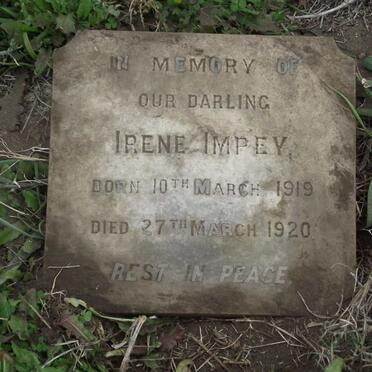 IN MEMORY OF
OUR DARLING
IRENE IMPEY,
BORN 10TH MARCH 1919
DIED 27TH MARCH 1920
REST IN PEACE